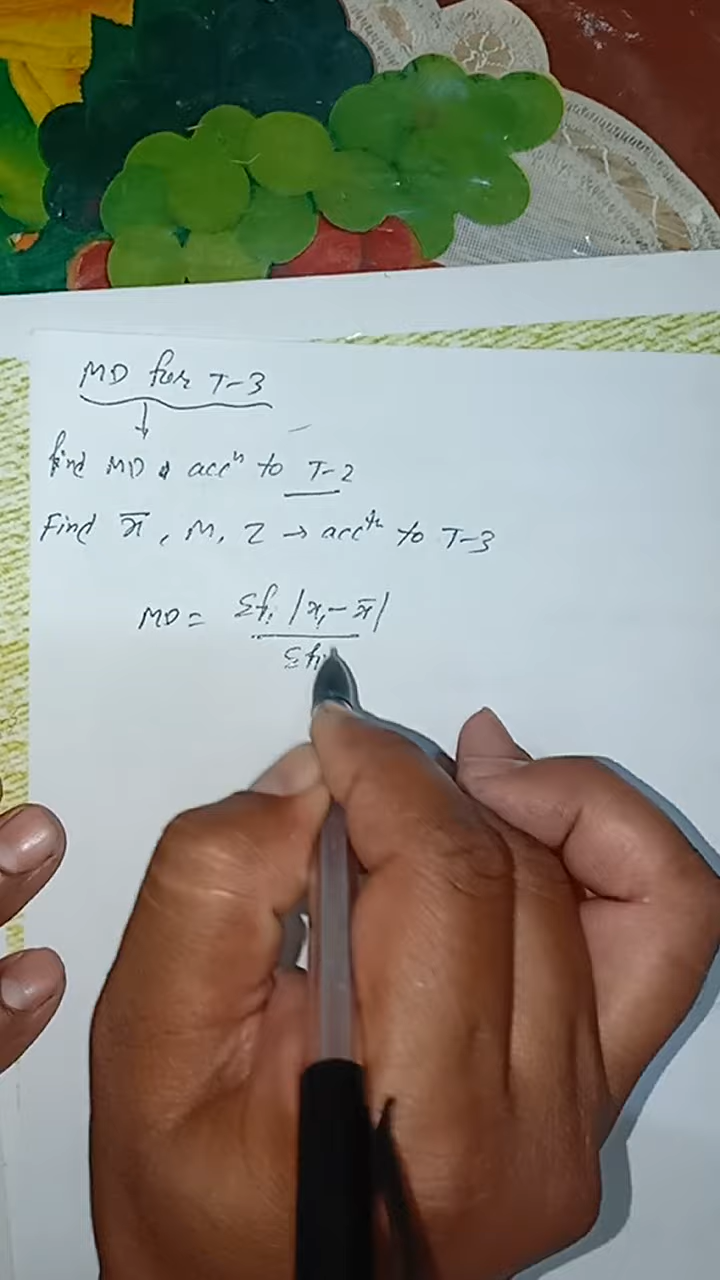 MD for T-3
↓
find MD acc^n to T-2
Find x̄, M, Z → acc^n to T-3
MD = Σfi |xi - x̄|
Σfi